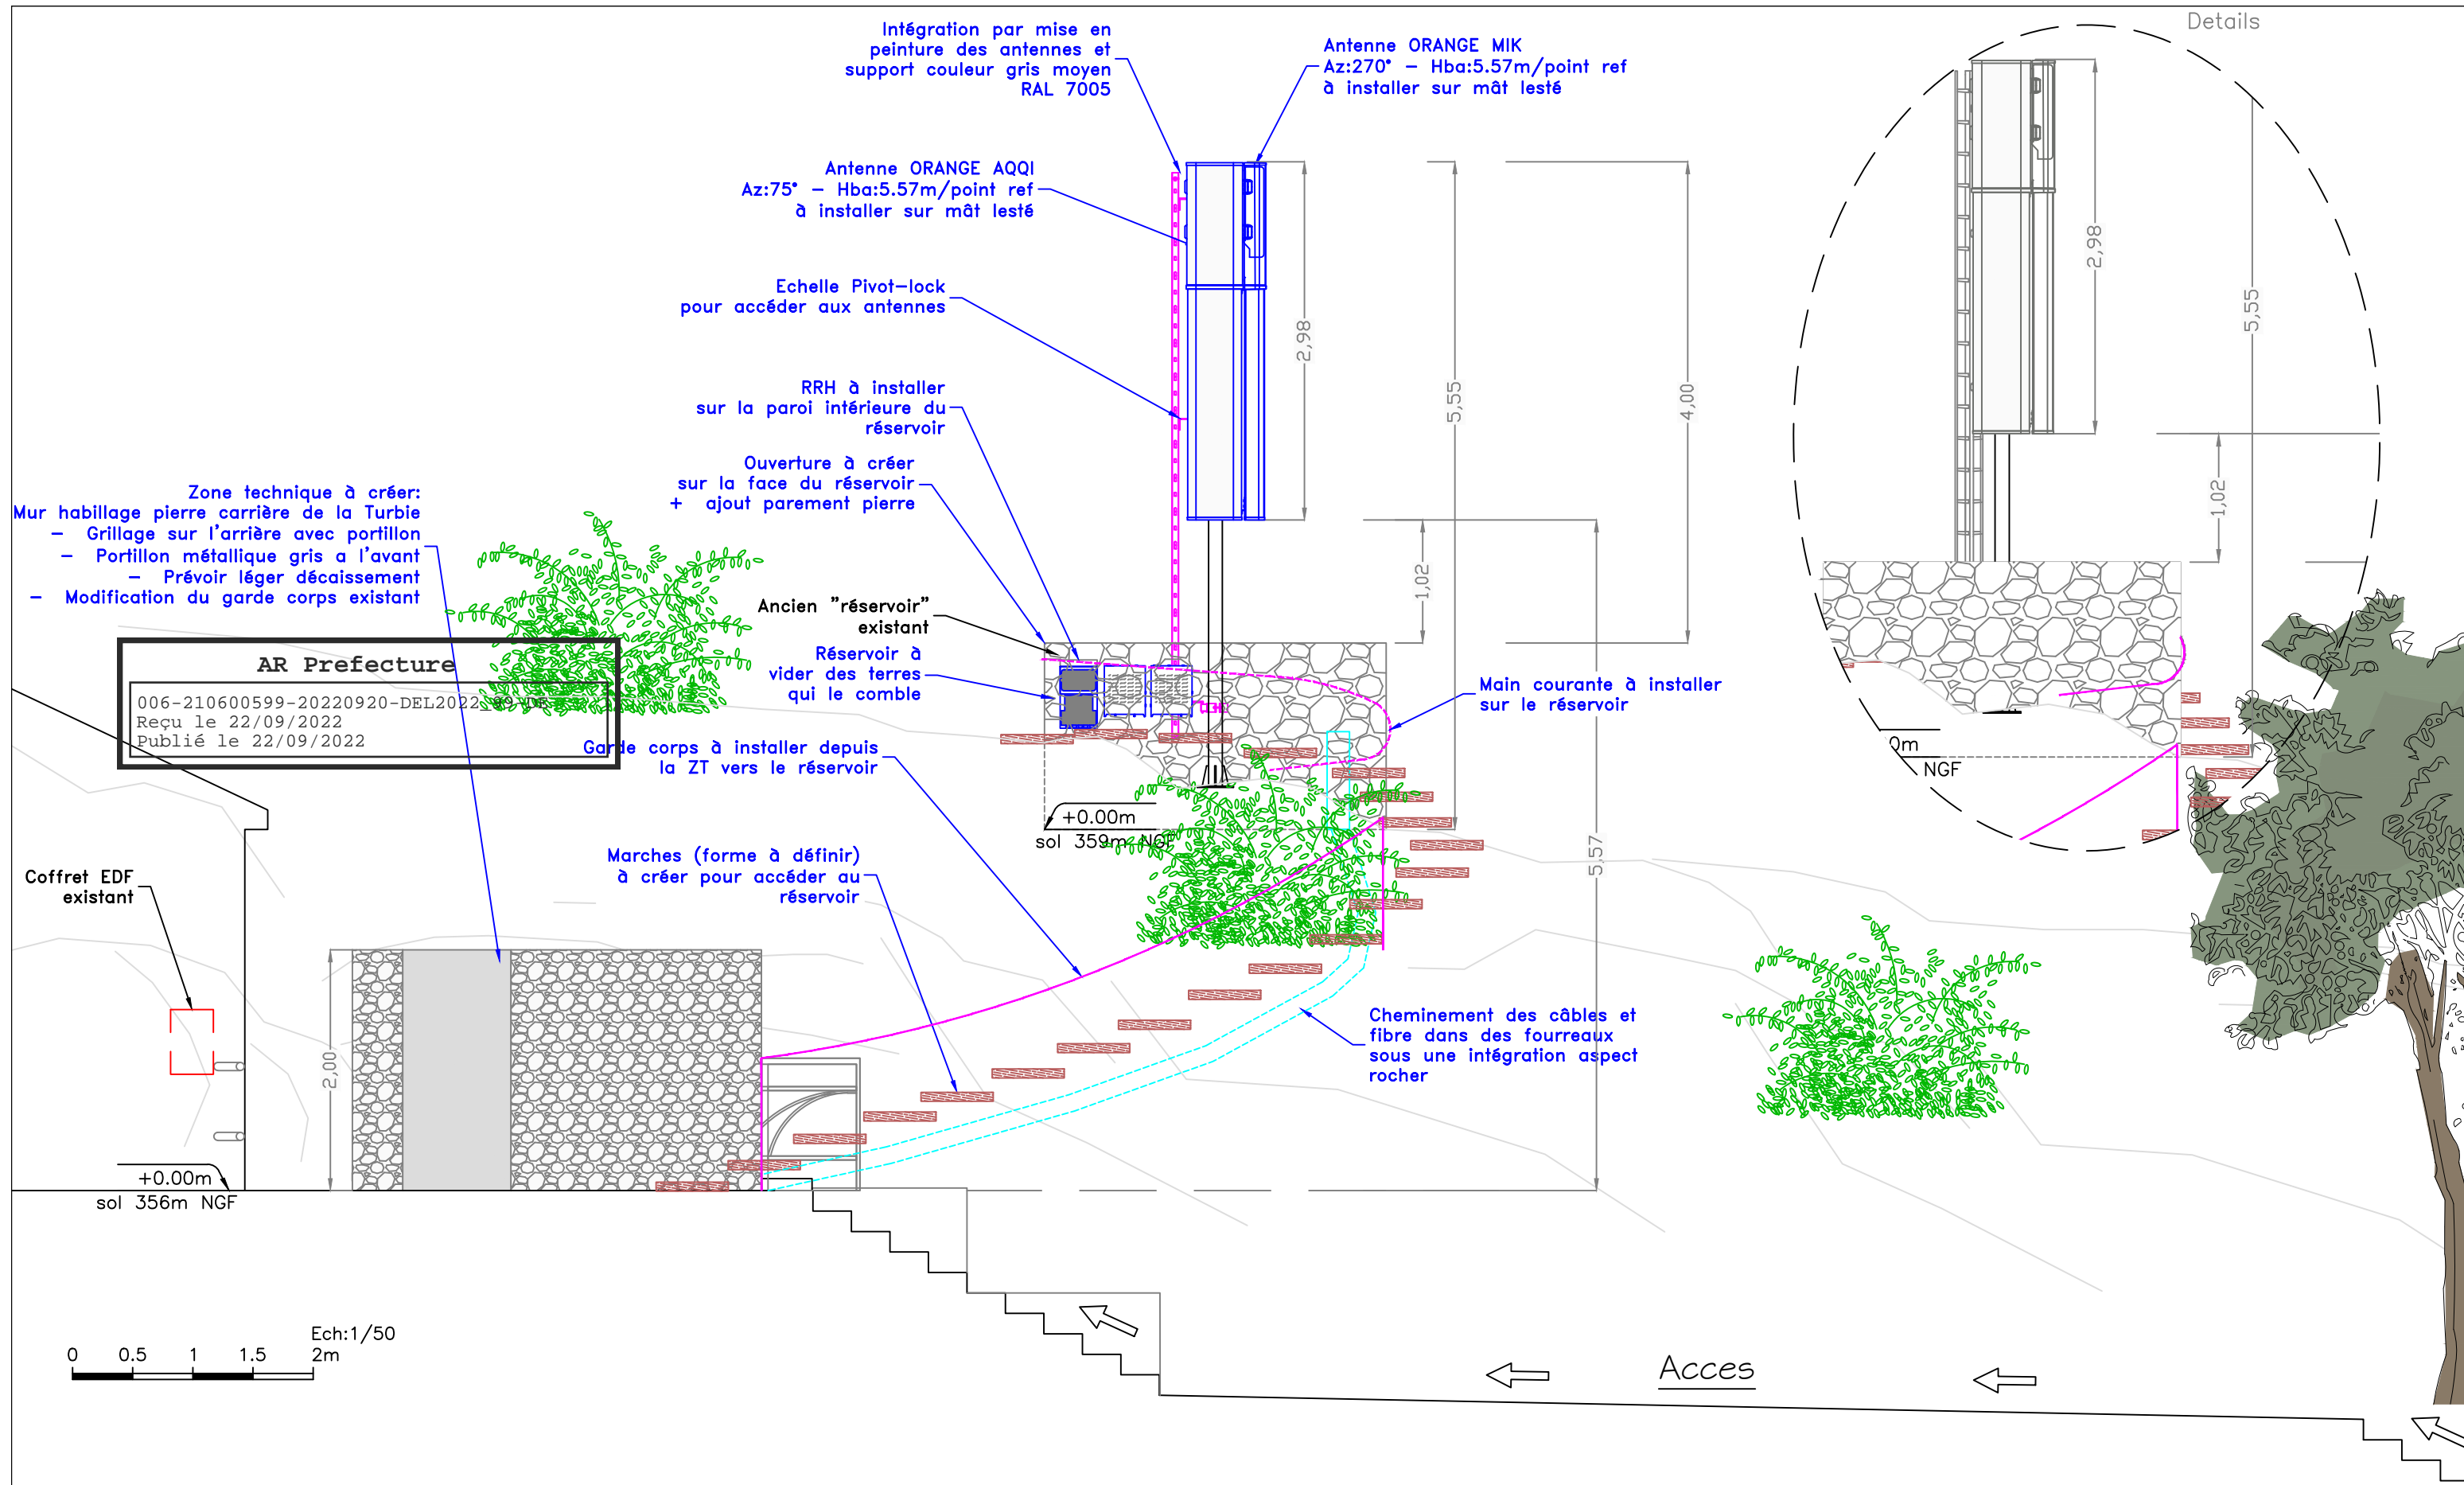 Details
Intégration par mise en
peinture des antennes et
support couleur gris moyen
RAL 7005
Antenne ORANGE MIK
Az:270° – Hba:5.57m/point ref
à installer sur mât lesté
Antenne ORANGE AQQI
Az:75° – Hba:5.57m/point ref
à installer sur mât lesté
Echelle Pivot–lock
pour accéder aux antennes
RRH à installer
sur la paroi intérieure du
réservoir
Ouverture à créer
sur la face du réservoir
+ ajout parement pierre
Zone technique à créer:
Mur habillage pierre carrière de la Turbie
– Grillage sur l'arrière avec portillon
– Portillon métallique gris a l'avant
– Prévoir léger décaissement
– Modification du garde corps existant
Ancien "réservoir"
existant
Réservoir à
vider des terres
qui le comble
AR Prefecture
006-210600599-20220920-DEL2022_99-DE
Reçu le 22/09/2022
Publié le 22/09/2022
Main courante à installer
sur le réservoir
Garde corps à installer depuis
la ZT vers le réservoir
+0.00m
sol 359m NGF
Marches (forme à définir)
à créer pour accéder au
réservoir
Coffret EDF
existant
Cheminement des câbles et
fibre dans des fourreaux
sous une intégration aspect
rocher
+0.00m
sol 356m NGF
2,98
5,55
4,00
1,02
5,57
2,00
2,98
5,55
1,02
0m
NGF
Ech:1/50
0 0.5 1 1.5 2m
Acces